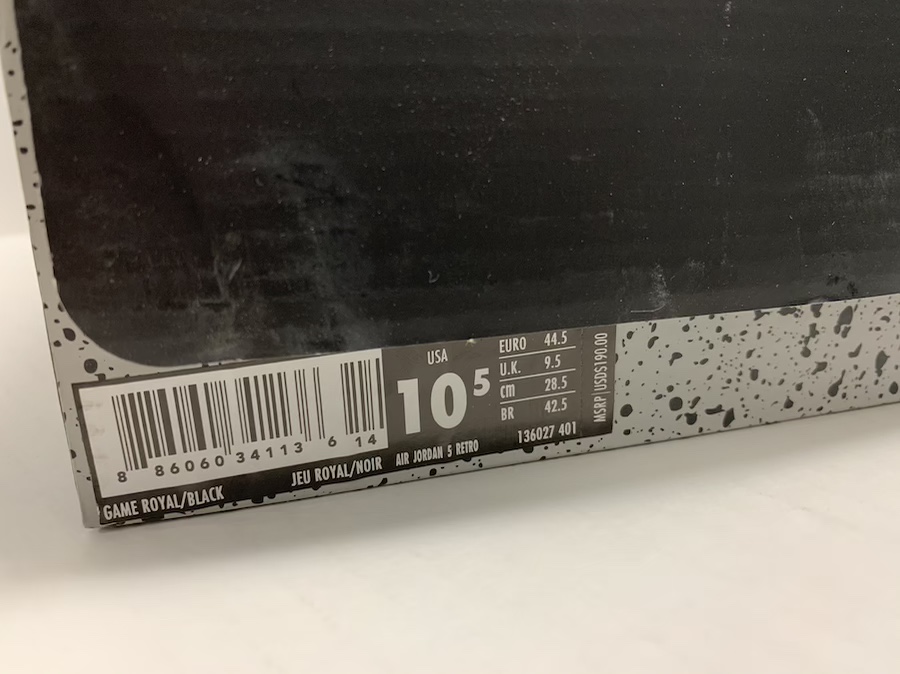 8 86060 34113 6 14
GAME ROYAL/BLACK
JEU ROYAL/NOIR
USA
10⁵
AIR JORDAN 5 RETRO
EURO 44.5
U.K. 9.5
cm 28.5
BR 42.5
136027 401
MSRP|USD$190.00